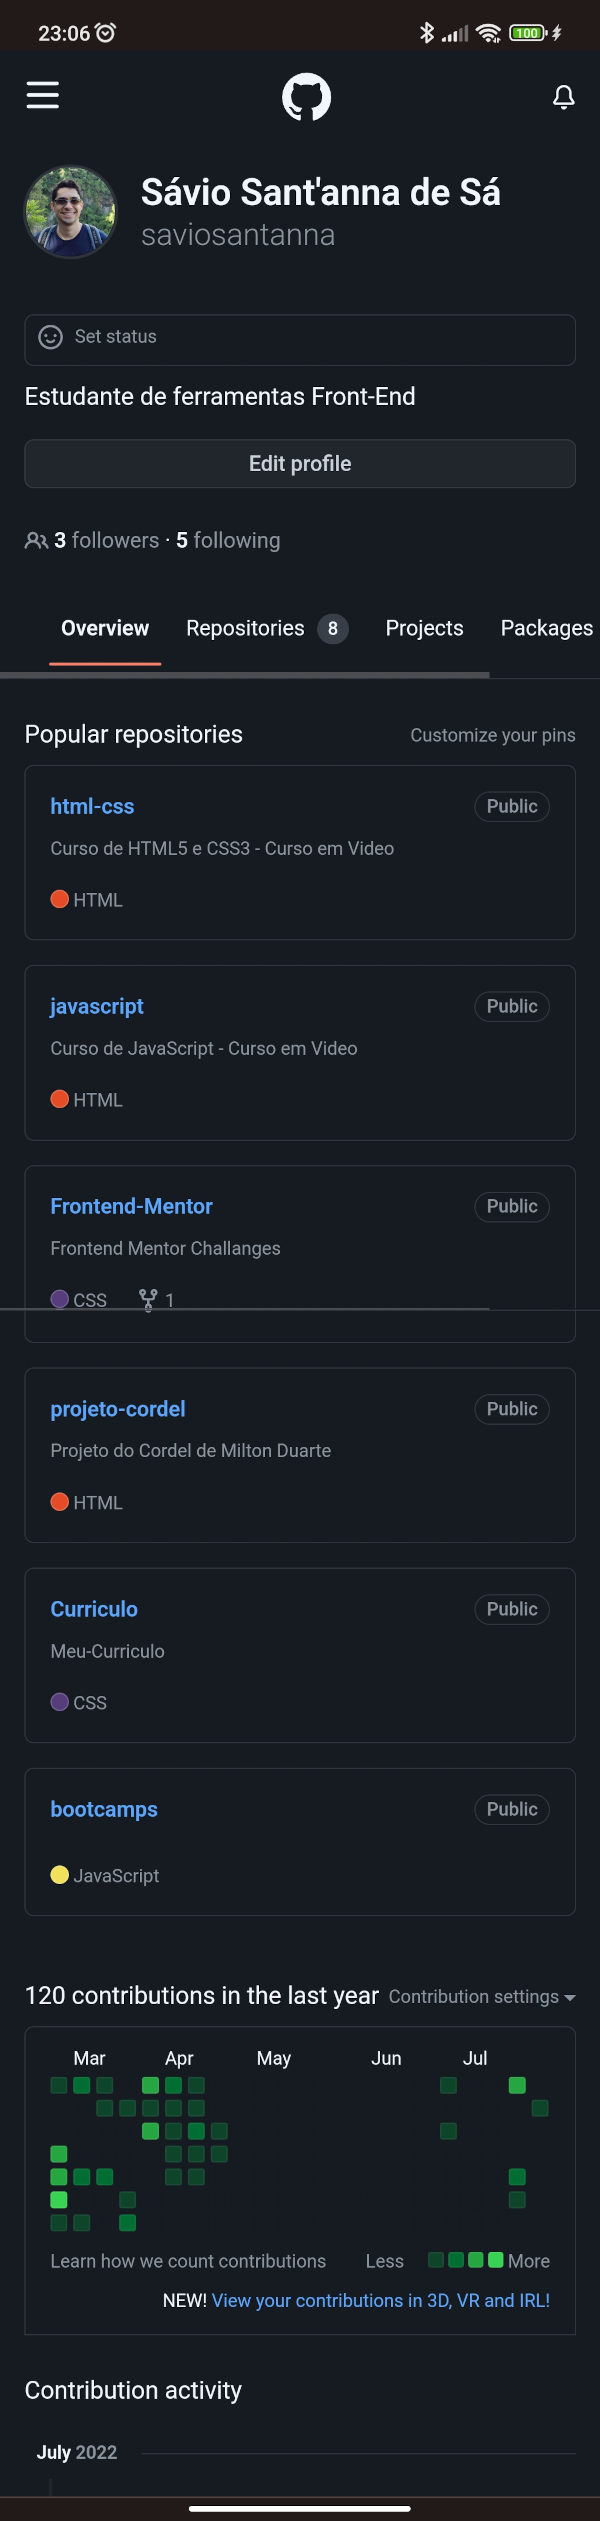 23:06
100
Sávio Sant'anna de Sá
saviosantanna
Set status
Estudante de ferramentas Front-End
Edit profile
3 followers · 5 following
Overview Repositories 8 Projects Packages
Popular repositories Customize your pins
html-css Public
Curso de HTML5 e CSS3 - Curso em Video
HTML
javascript Public
Curso de JavaScript - Curso em Video
HTML
Frontend-Mentor Public
Frontend Mentor Challanges
CSS 1
projeto-cordel Public
Projeto do Cordel de Milton Duarte
HTML
Curriculo Public
Meu-Curriculo
CSS
bootcamps Public
JavaScript
120 contributions in the last year Contribution settings
Mar Apr May Jun Jul
Learn how we count contributions Less More
NEW! View your contributions in 3D, VR and IRL!
Contribution activity
July 2022